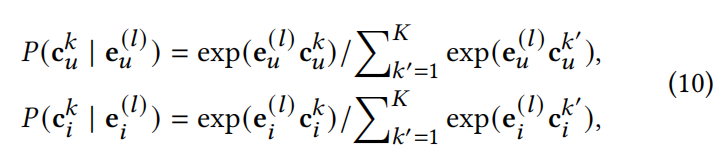 P(c_u^k | e_u^{(l)}) = exp(e_u^{(l)} c_u^k)/∑_{k'=1}^K exp(e_u^{(l)} c_u^{k'}),
P(c_i^k | e_i^{(l)}) = exp(e_i^{(l)} c_i^k)/∑_{k'=1}^K exp(e_i^{(l)} c_i^{k'}),
(10)